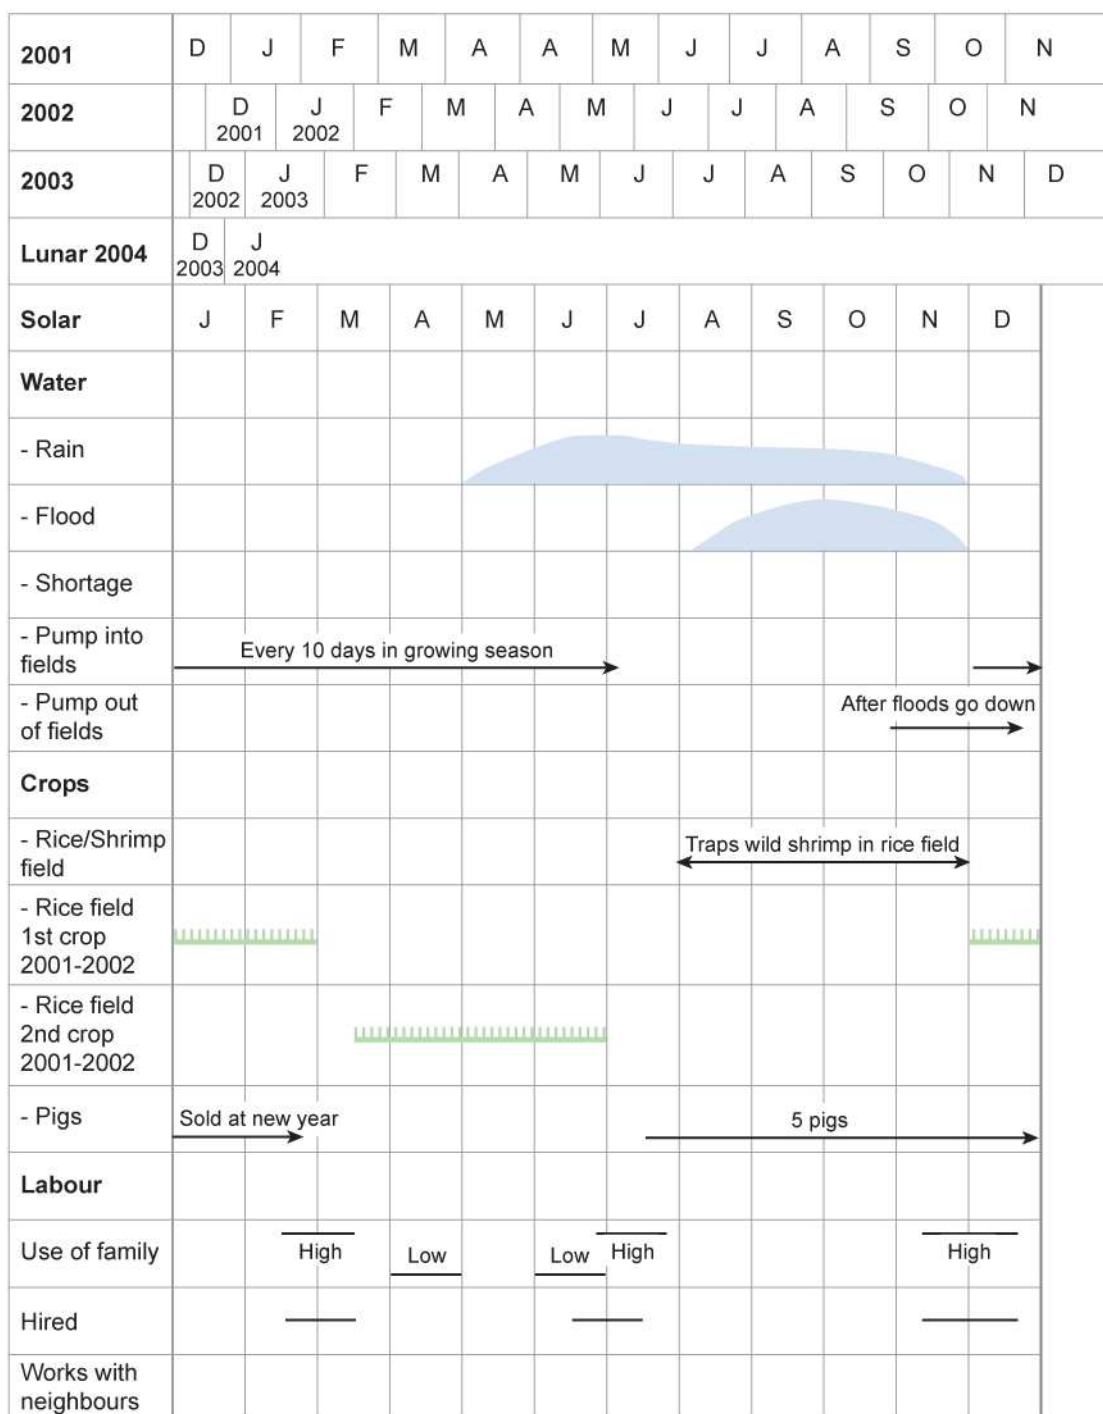 2001 D J F M A A M J J A S O N
2002 D J F M A M J J A S O N
2001 2002
2003 D J F M A M J J A S O N D
2002 2003
Lunar 2004 D J
2003 2004
Solar J F M A M J J A S O N D
Water
- Rain
- Flood
- Shortage
- Pump into
fields
Every 10 days in growing season
- Pump out
of fields
After floods go down
Crops
- Rice/Shrimp
field
Traps wild shrimp in rice field
- Rice field
1st crop
2001-2002
- Rice field
2nd crop
2001-2002
- Pigs
Sold at new year
5 pigs
Labour
Use of family
High
Low
Low
High
High
Hired
Works with
neighbours